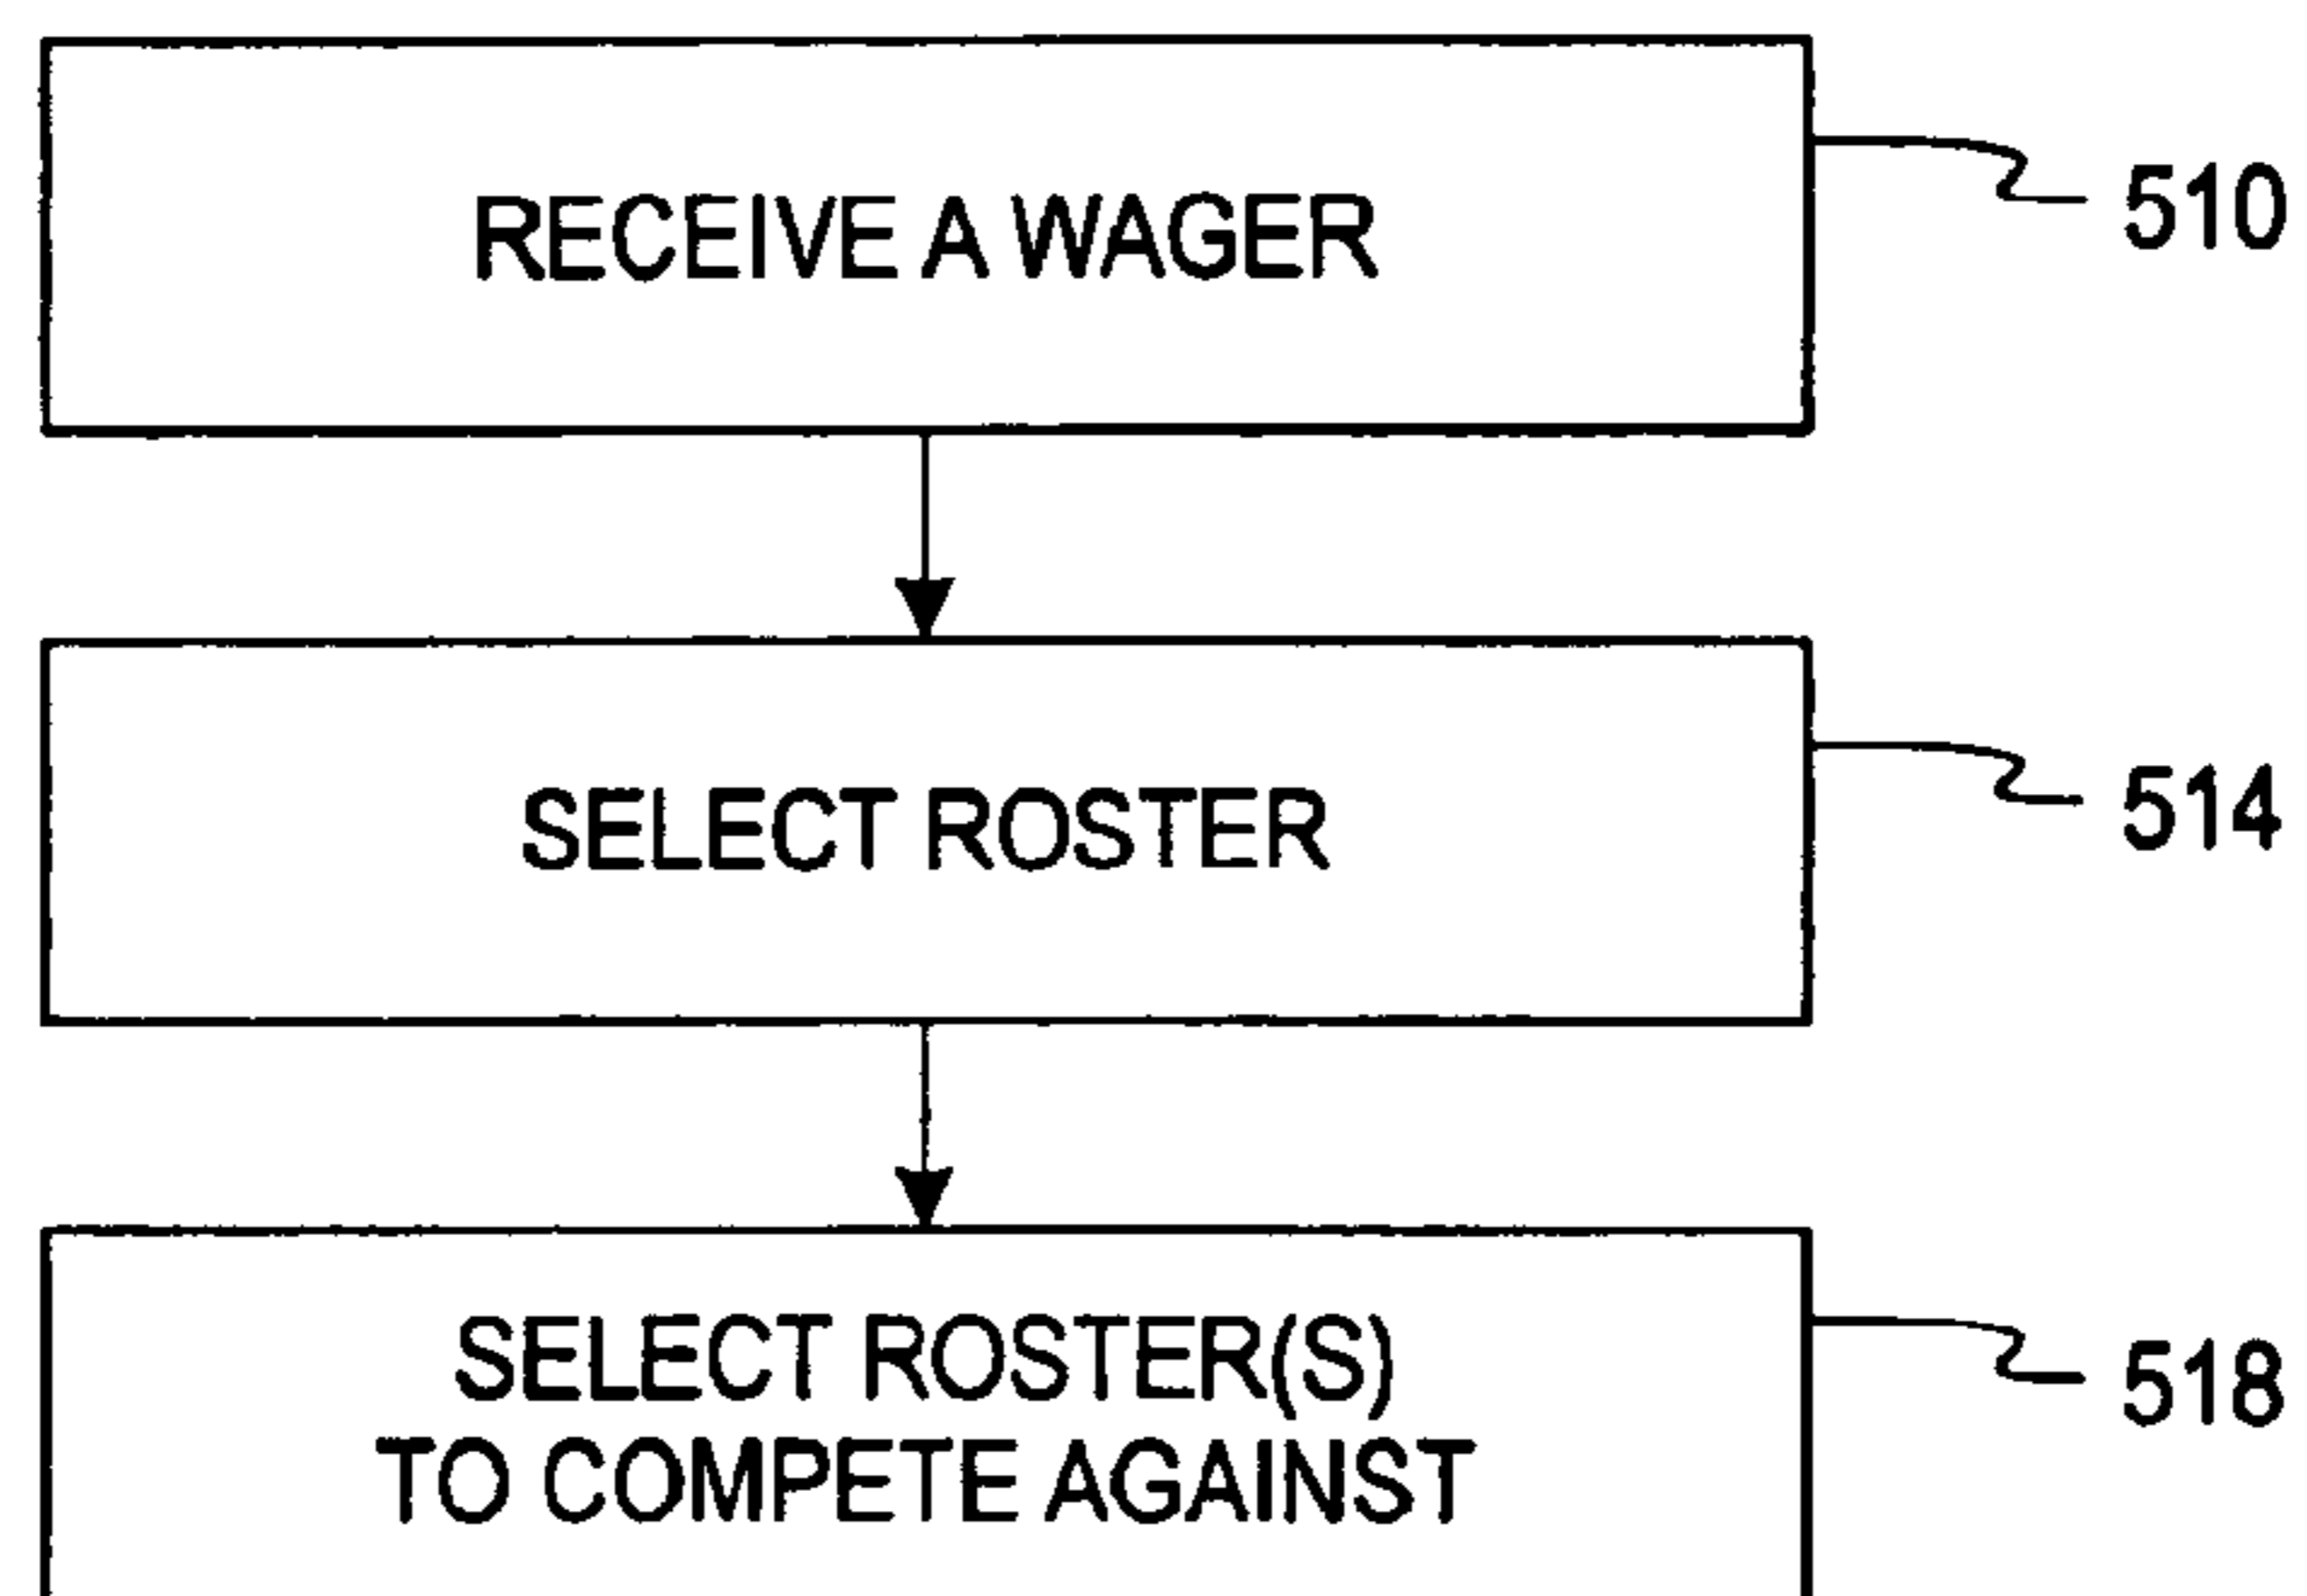 RECEIVE A WAGER
510
SELECT ROSTER
514
SELECT ROSTER(S)
TO COMPETE AGAINST
518